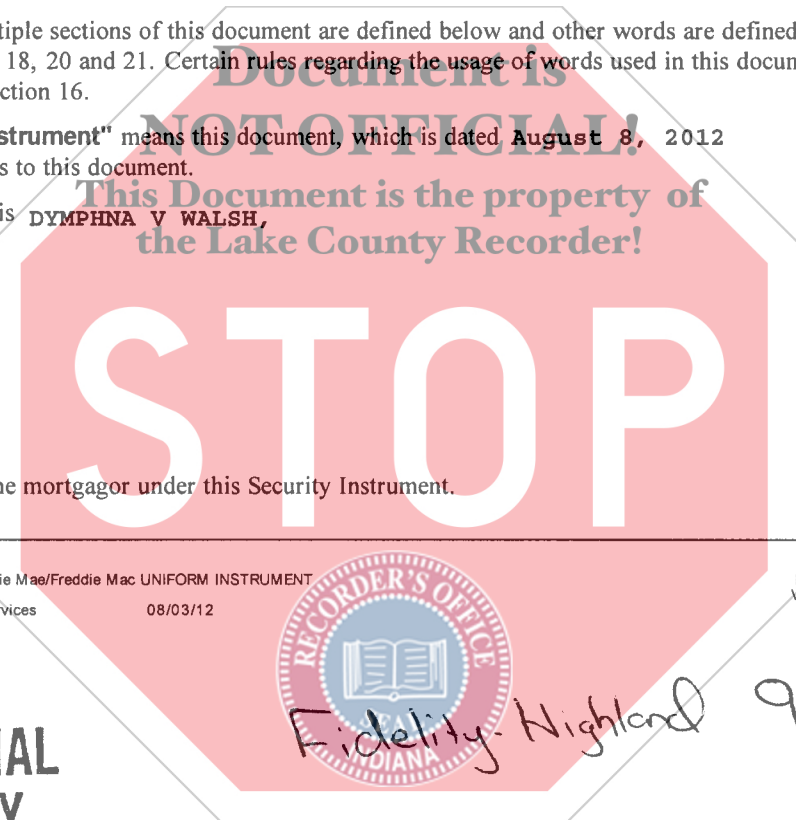 tiple sections of this document are defined below and other words are defined
18, 20 and 21. Certain rules regarding the usage of words used in this docum
ction 16.
Document is
NOT OFFICIAL!
strument" means this document, which is dated August 8, 2012
s to this document.
This Document is the property of
the Lake County Recorder!
is DYMPHNA V WALSH,
STOP
ne mortgagor under this Security Instrument.
ie Mae/Freddie Mac UNIFORM INSTRUMENT
rvices 08/03/12
RECORDER'S OFFICE
SEAL
INDIANA
Fidelity-Highland 9
IAL
Y